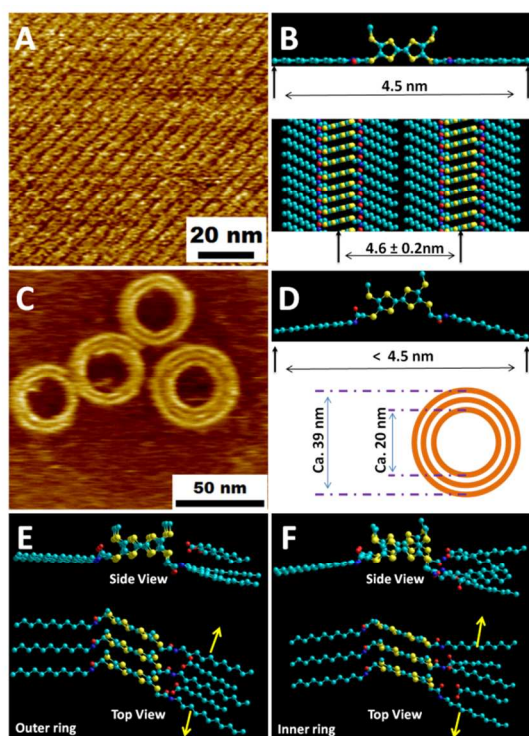 A
20 nm
B
4.5 nm
4.6 ± 0.2nm
C
50 nm
D
< 4.5 nm
Ca. 39 nm
Ca. 20 nm
E
Side View
Top View
Outer ring
F
Side View
Top View
Inner ring